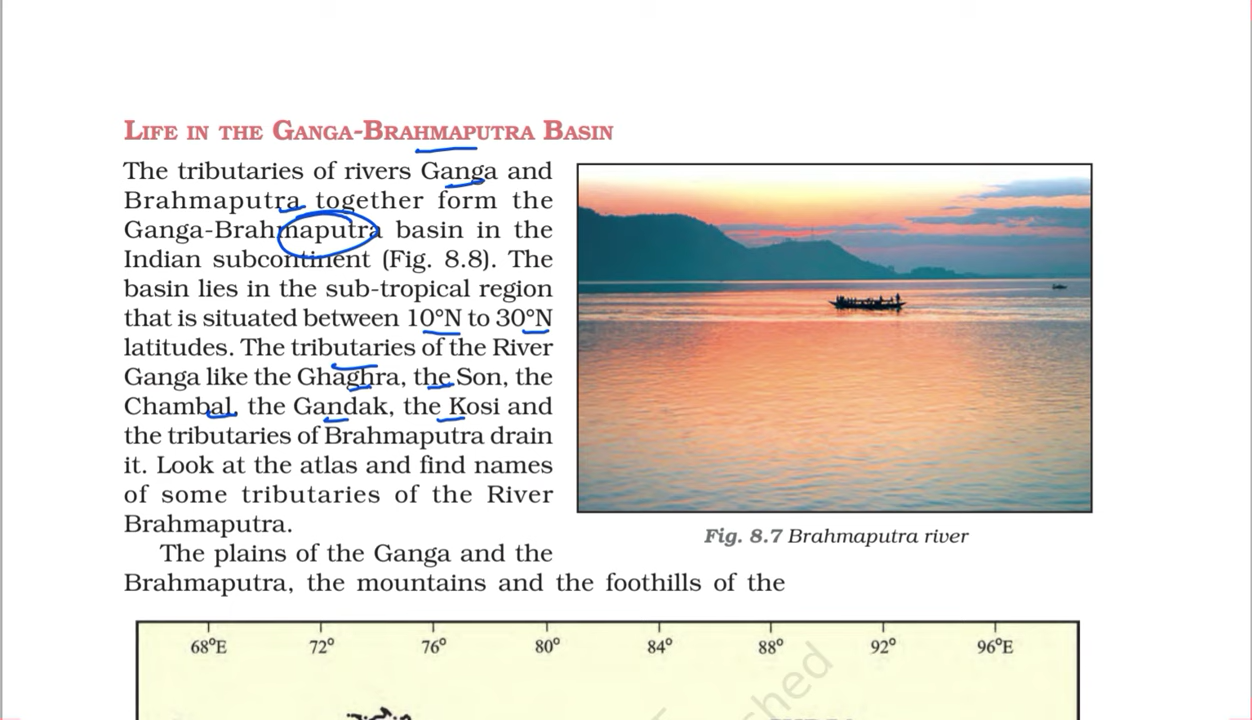 LIFE IN THE GANGA-BRAHMAPUTRA BASIN
The tributaries of rivers Ganga and
Brahmaputra together form the
Ganga-Brahmaputra basin in the
Indian subcontinent (Fig. 8.8). The
basin lies in the sub-tropical region
that is situated between 10°N to 30°N
latitudes. The tributaries of the River
Ganga like the Ghaghra, the Son, the
Chambal, the Gandak, the Kosi and
the tributaries of Brahmaputra drain
it. Look at the atlas and find names
of some tributaries of the River
Brahmaputra.
Fig. 8.7 Brahmaputra river
The plains of the Ganga and the
Brahmaputra, the mountains and the foothills of the
68°E 72° 76° 80° 84° 88° 92° 96°E
shed